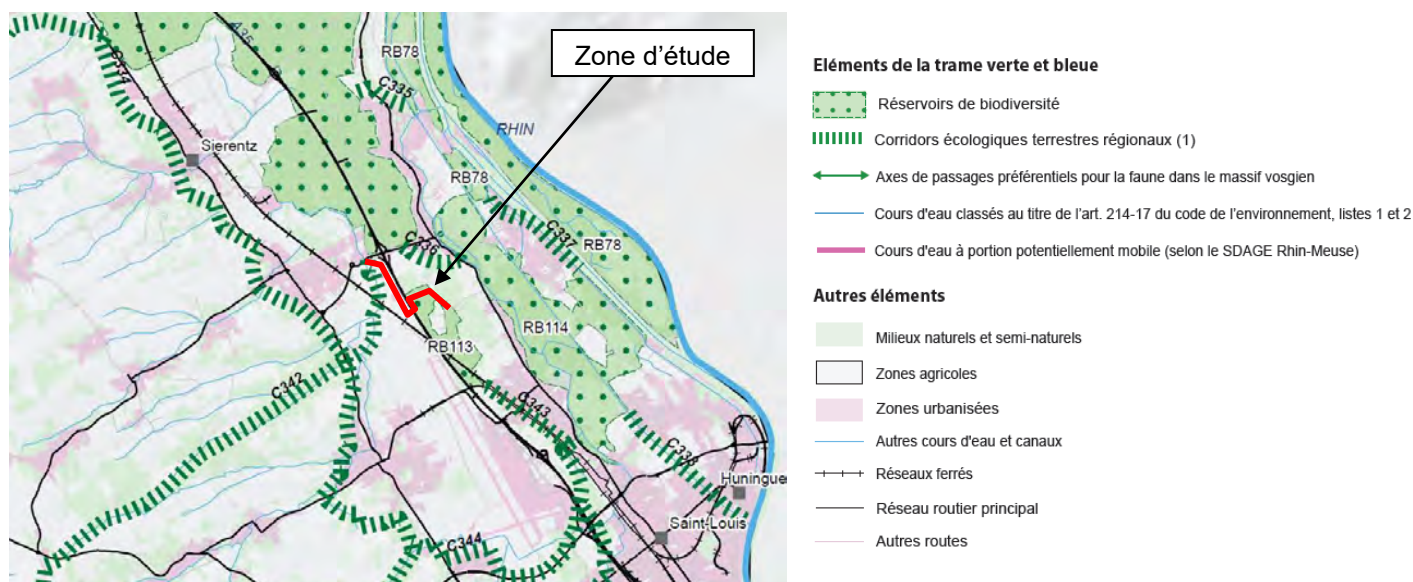 Zone d'étude
A35
RB78
C334
C335
RHIN
Sierentz
RB78
C336
C337
RB78
RB114
RB113
C342
C343
C338
Huningue
Saint-Louis
C344
Eléments de la trame verte et bleue
Réservoirs de biodiversité
Corridors écologiques terrestres régionaux (1)
Axes de passages préférentiels pour la faune dans le massif vosgien
Cours d'eau classés au titre de l'art. 214-17 du code de l'environnement, listes 1 et 2
Cours d'eau à portion potentiellement mobile (selon le SDAGE Rhin-Meuse)
Autres éléments
Milieux naturels et semi-naturels
Zones agricoles
Zones urbanisées
Autres cours d'eau et canaux
Réseaux ferrés
Réseau routier principal
Autres routes